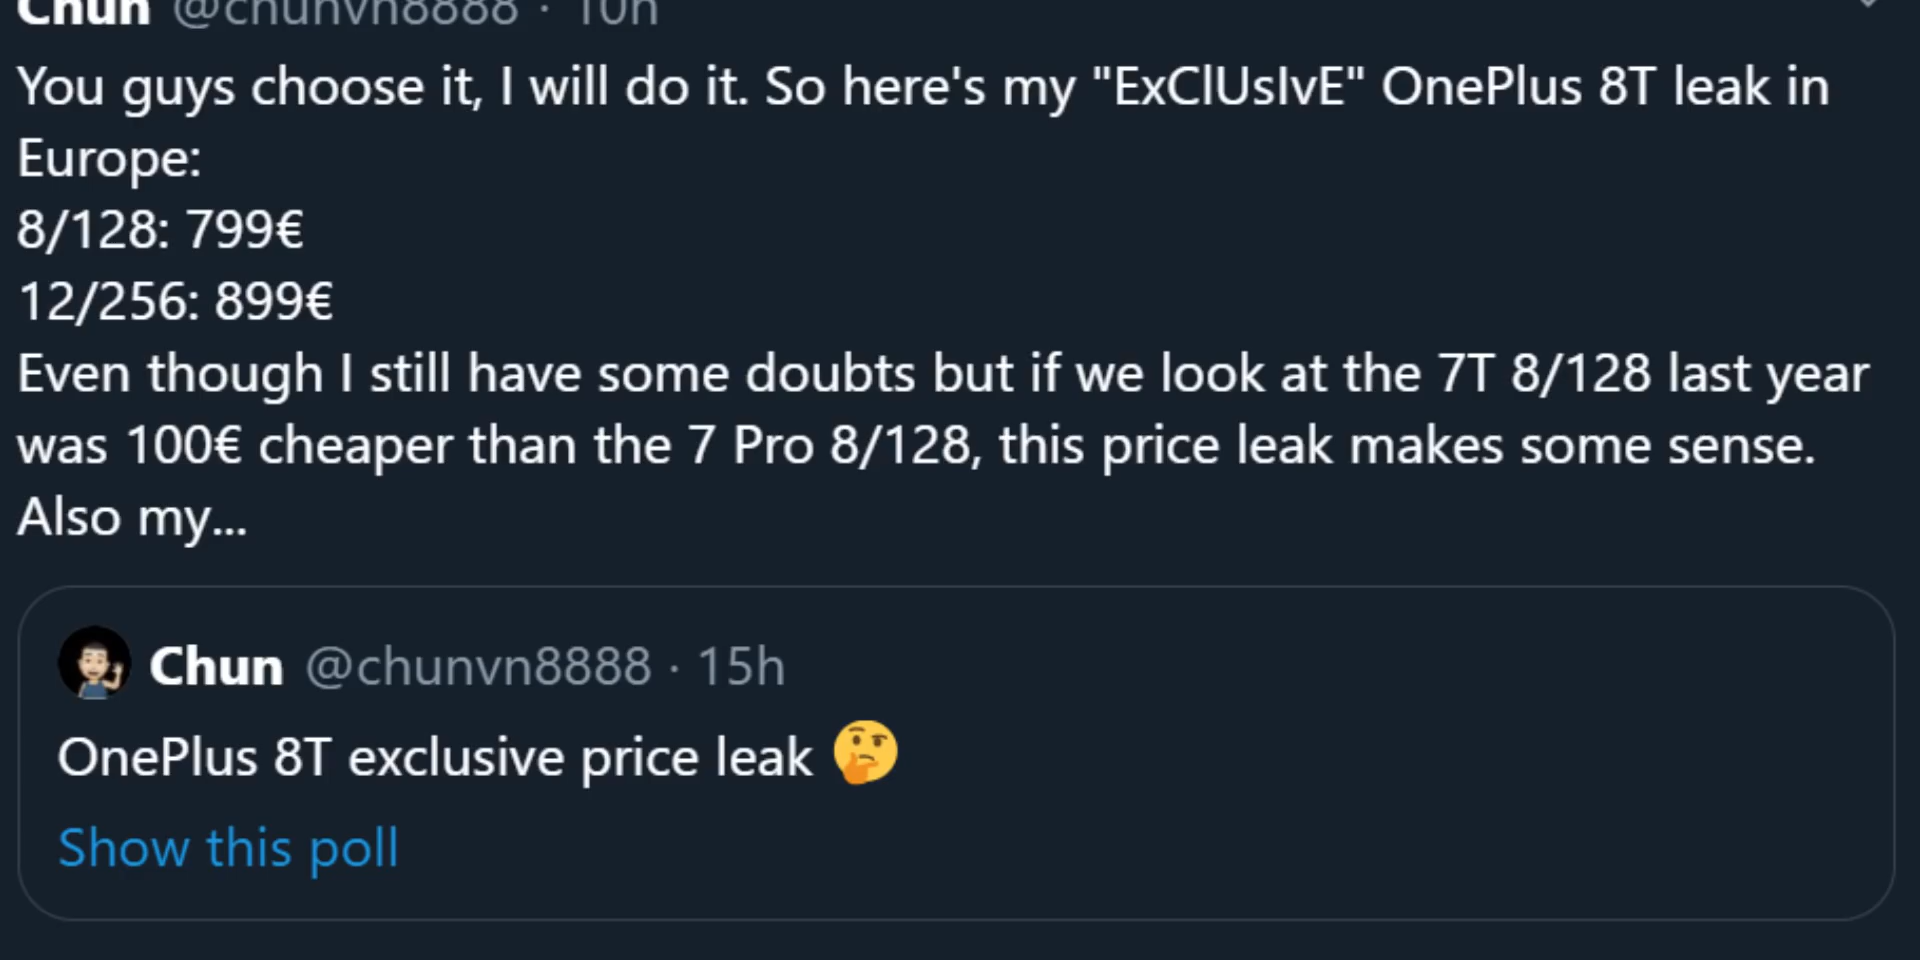 Chun @chunvn8888 · 10h
You guys choose it, I will do it. So here's my "ExClUsIvE" OnePlus 8T leak in
Europe:
8/128: 799€
12/256: 899€
Even though I still have some doubts but if we look at the 7T 8/128 last year
was 100€ cheaper than the 7 Pro 8/128, this price leak makes some sense.
Also my...
Chun @chunvn8888 · 15h
OnePlus 8T exclusive price leak 🤔
Show this poll